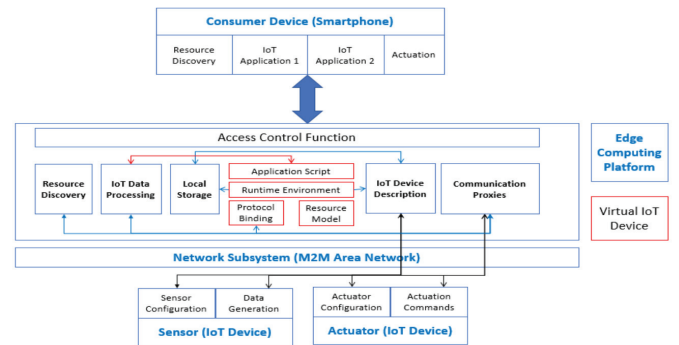 Consumer Device (Smartphone)
Resource
Discovery
IoT
Application 1
IoT
Application 2
Actuation
Access Control Function
Edge
Computing
Platform
Resource
Discovery
IoT Data
Processing
Local
Storage
Application Script
Runtime Environment
Protocol
Binding
Resource
Model
IoT Device
Description
Communication
Proxies
Virtual IoT
Device
Network Subsystem (M2M Area Network)
Sensor
Configuration
Data
Generation
Sensor (IoT Device)
Actuator
Configuration
Actuation
Commands
Actuator (IoT Device)